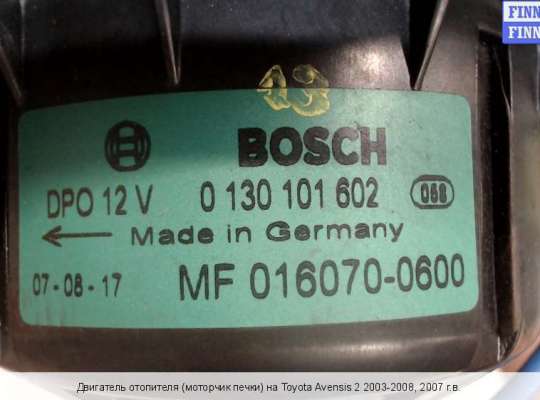 FINN
FINN
13
BOSCH
DPO 12 V 0 130 101 602 068
Made in Germany
07-08-17 MF 016070-0600
Двигатель отопителя (моторчик печки) на Toyota Avensis 2 2003-2008, 2007 г.в.